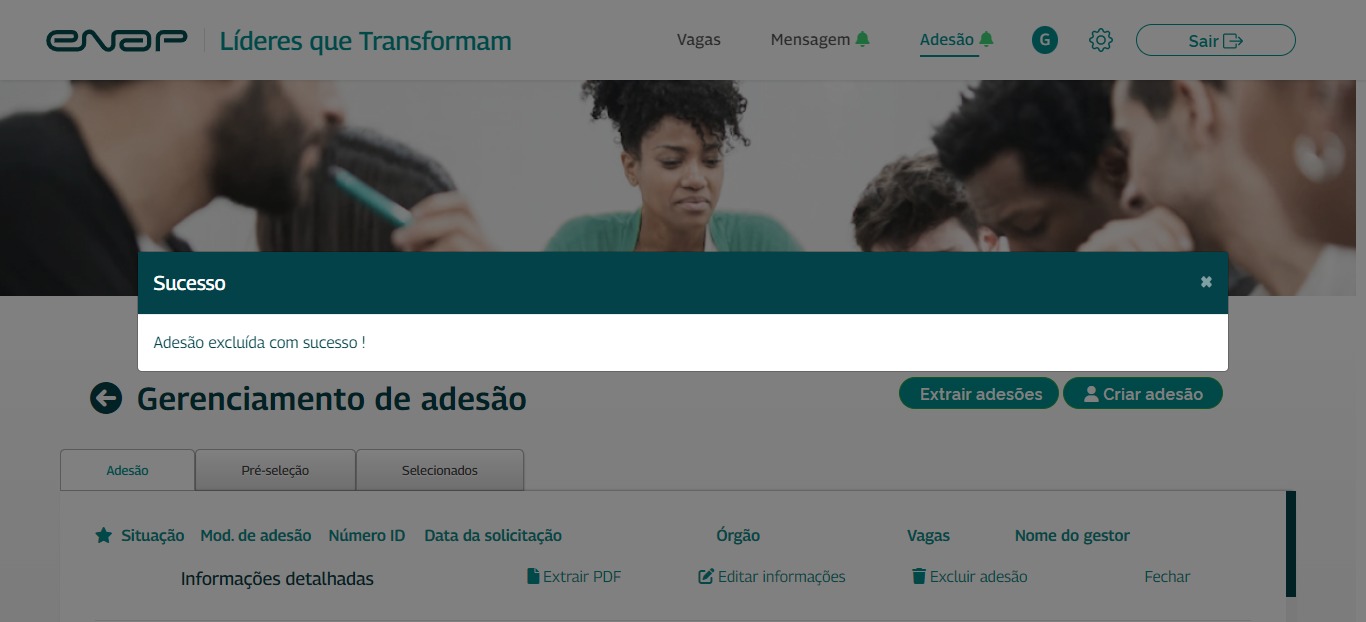 enap Líderes que Transformam Vagas Mensagem Adesão G Sair
Sucesso ×
Adesão excluída com sucesso !
Gerenciamento de adesão Extrair adesões Criar adesão
Adesão Pré-seleção Selecionados
Situação Mod. de adesão Número ID Data da solicitação Órgão Vagas Nome do gestor
Informações detalhadas Extrair PDF Editar informações Excluir adesão Fechar